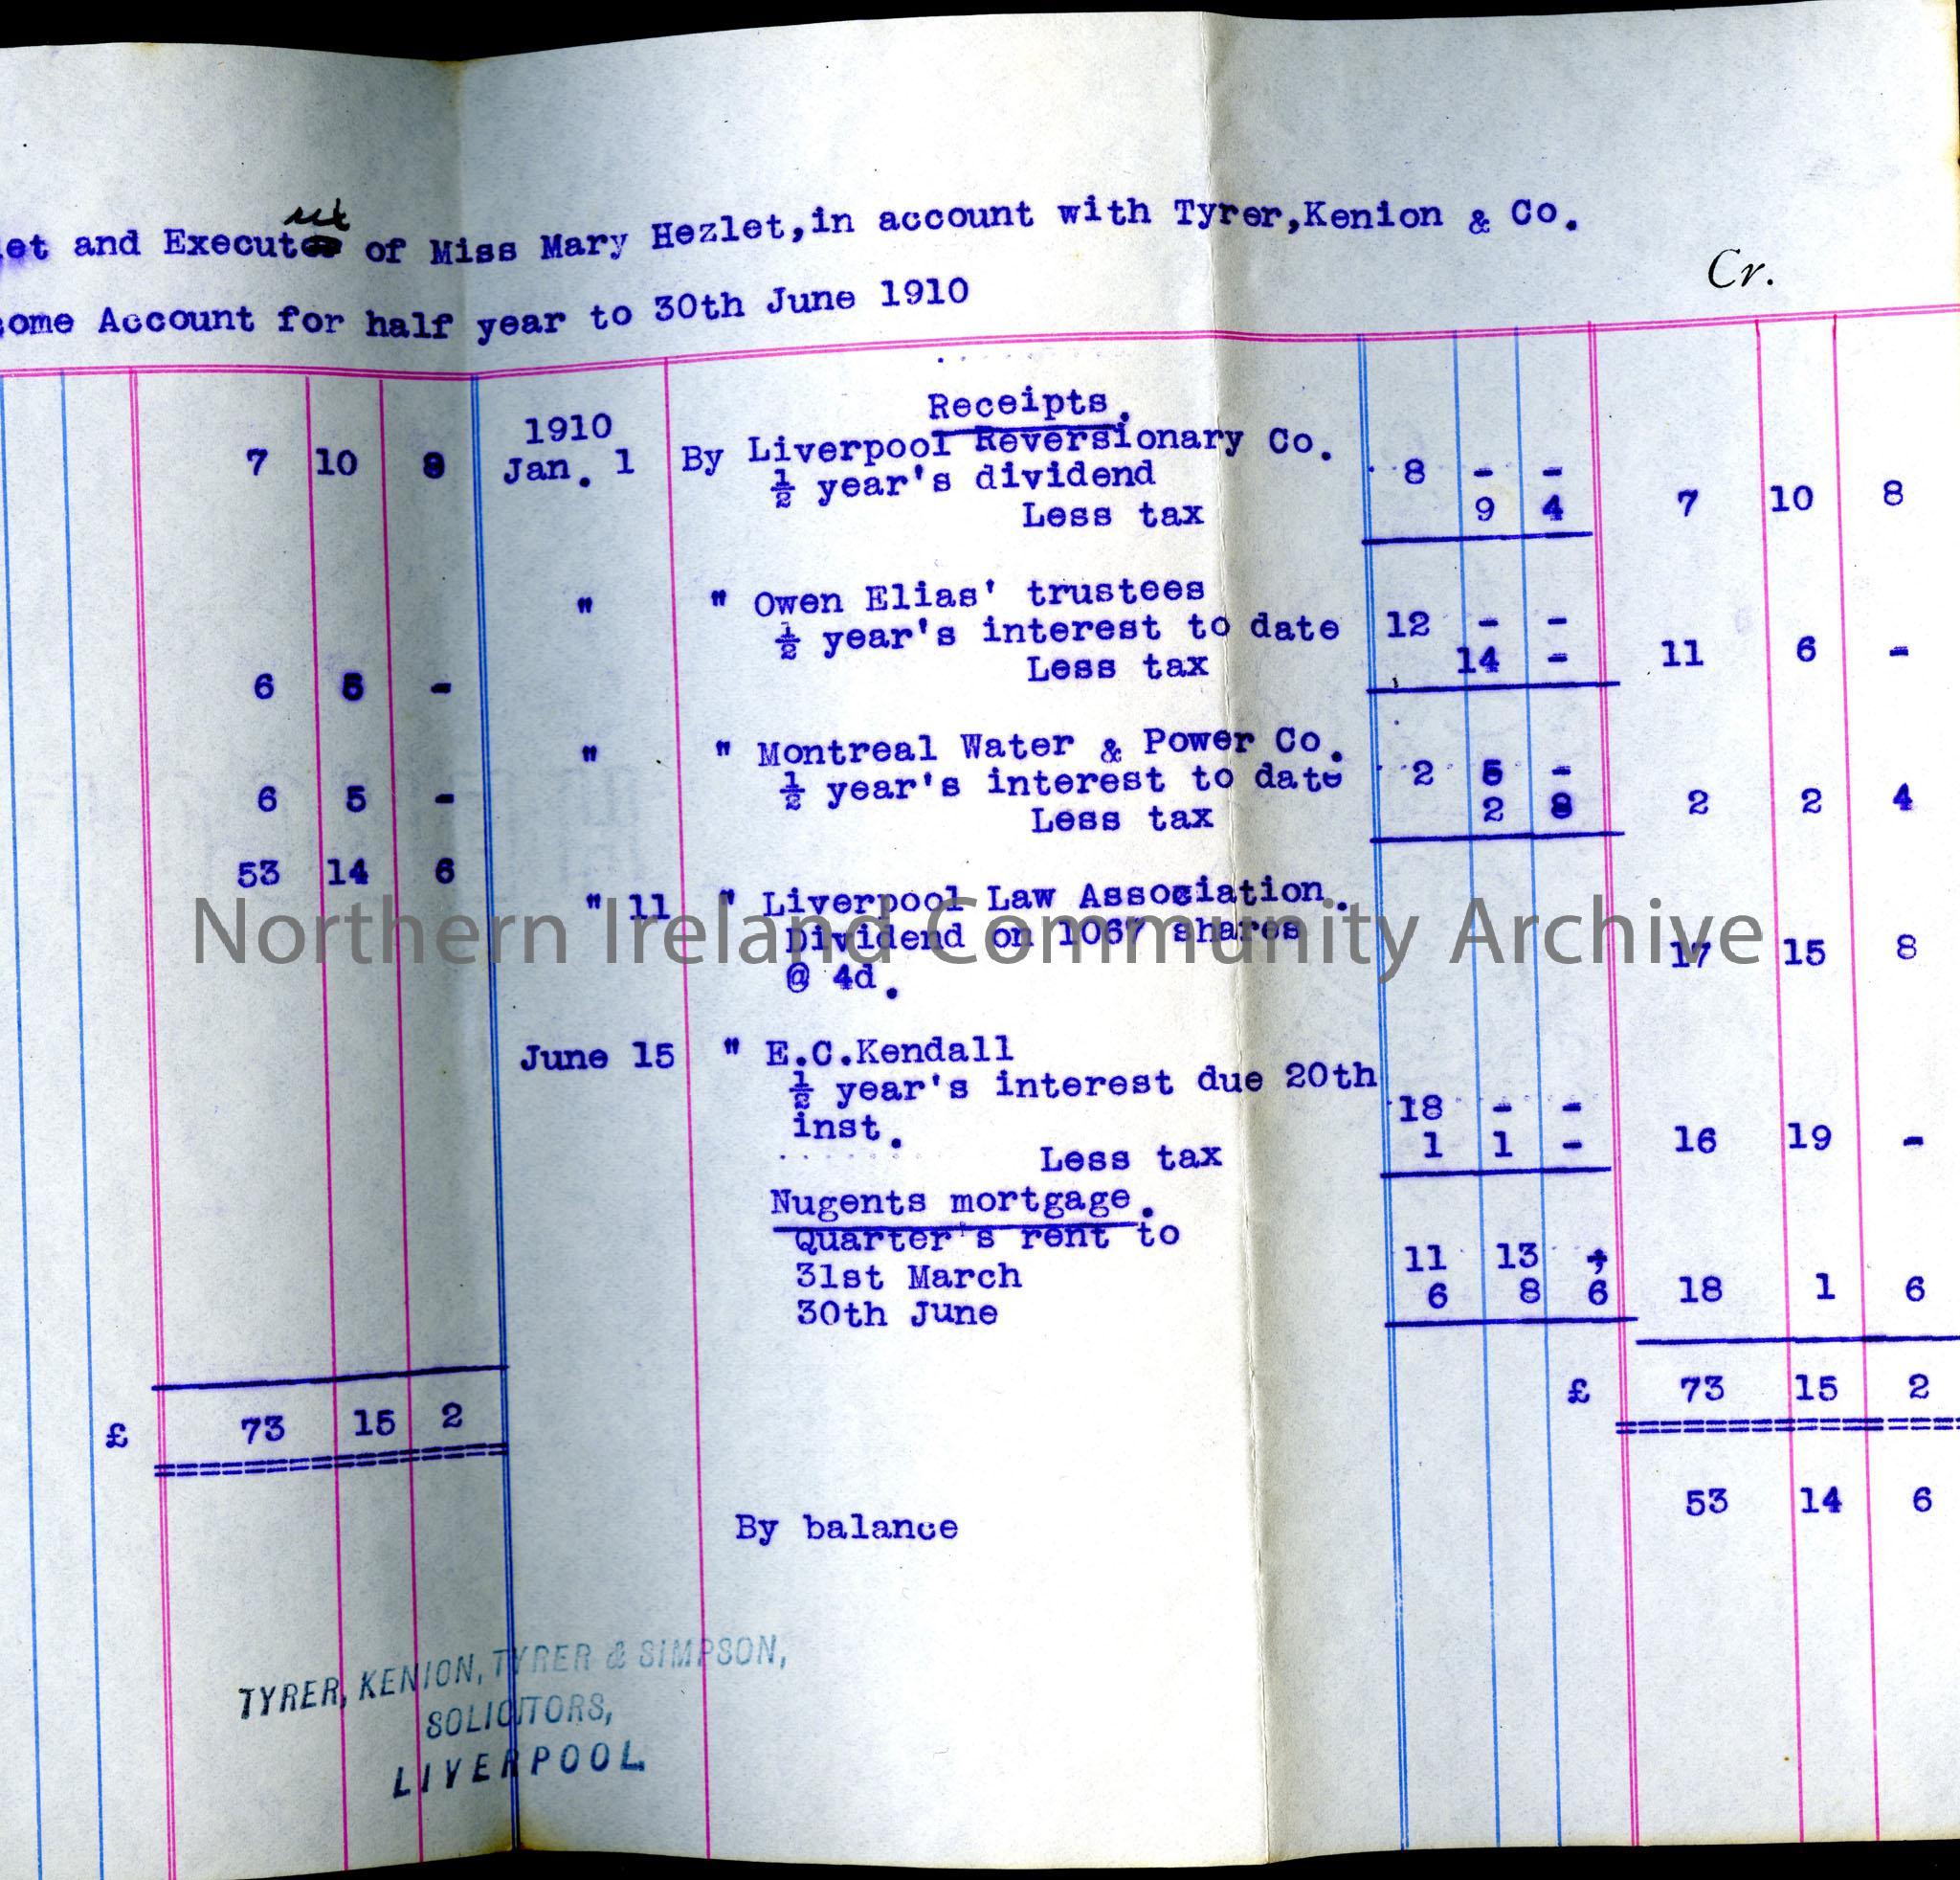 et and Execut of Miss Mary Hezlet,in account with Tyrer,Kenion & Co.
Cr.
ome Account for half year to 30th June 1910
Receipts.
1910
7 10 8 Jan. 1 By Liverpool Reversionary Co.
½ year's dividend 8 - -
Less tax 9 4 7 10 8
" " Owen Elias' trustees
½ year's interest to date 12 - -
Less tax 14 - 11 6 -
6 5 -
" " Montreal Water & Power Co.
½ year's interest to date 2 5 -
6 5 - Less tax 2 8 2 2 4
53 14 6
" 11 " Liverpool Law Association.
Dividend on 1067 shares
@ 4d. 17 15 8
June 15 " E.C.Kendall
½ year's interest due 20th
inst. 18 - -
Less tax 1 1 - 16 19 -
Nugents mortgage.
Quarter's rent to
31st March 11 13
30th June 6 8 6 18 1 6
£ 73 15 2 £ 73 15 2
By balance 53 14 6
TYRER, KENION, TYRER & SIMPSON,
SOLICITORS,
LIVERPOOL.
Northern Ireland Community Archive